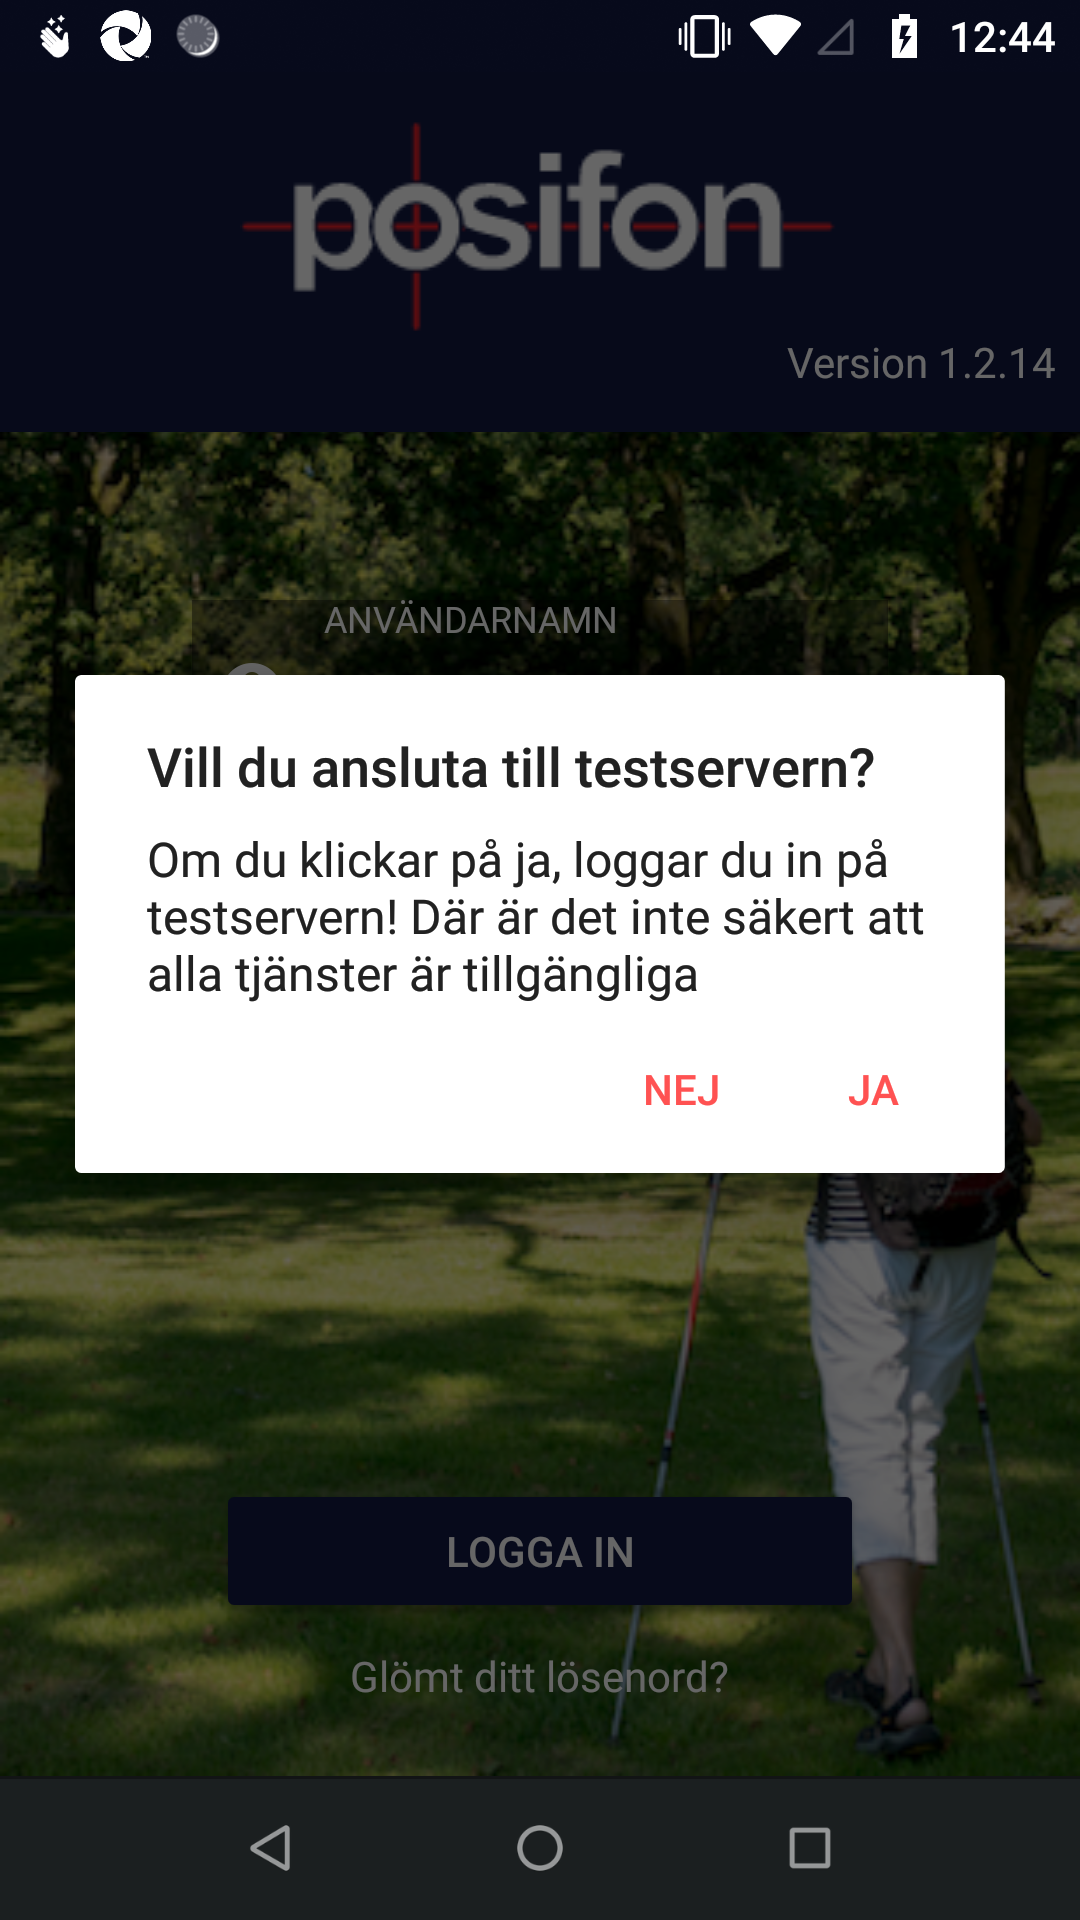 12:44
posifon
Version 1.2.14
ANVÄNDARNAMN
Vill du ansluta till testservern?
Om du klickar på ja, loggar du in på
testservern! Där är det inte säkert att
alla tjänster är tillgängliga
NEJ JA
LOGGA IN
Glömt ditt lösenord?